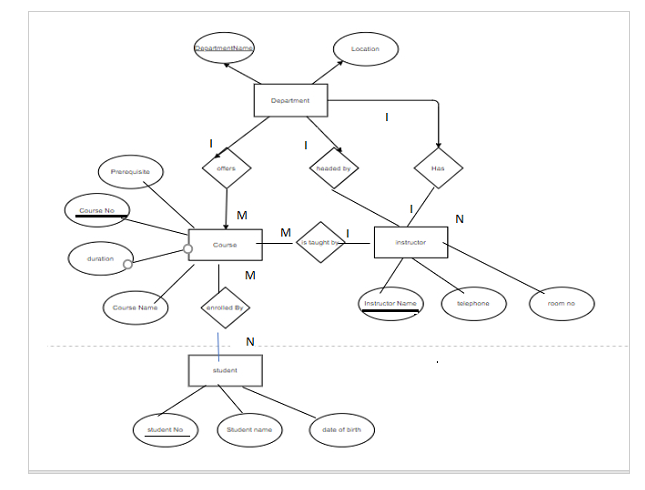 DepartmentName
Location
Department
I
I
I
offers
headed by
Has
Prerequisite
Course No
M
I
N
Course
M
I
is taught by
instructor
duration
M
Course Name
enrolled By
Instructor Name
telephone
room no
N
student
student No
Student name
date of birth